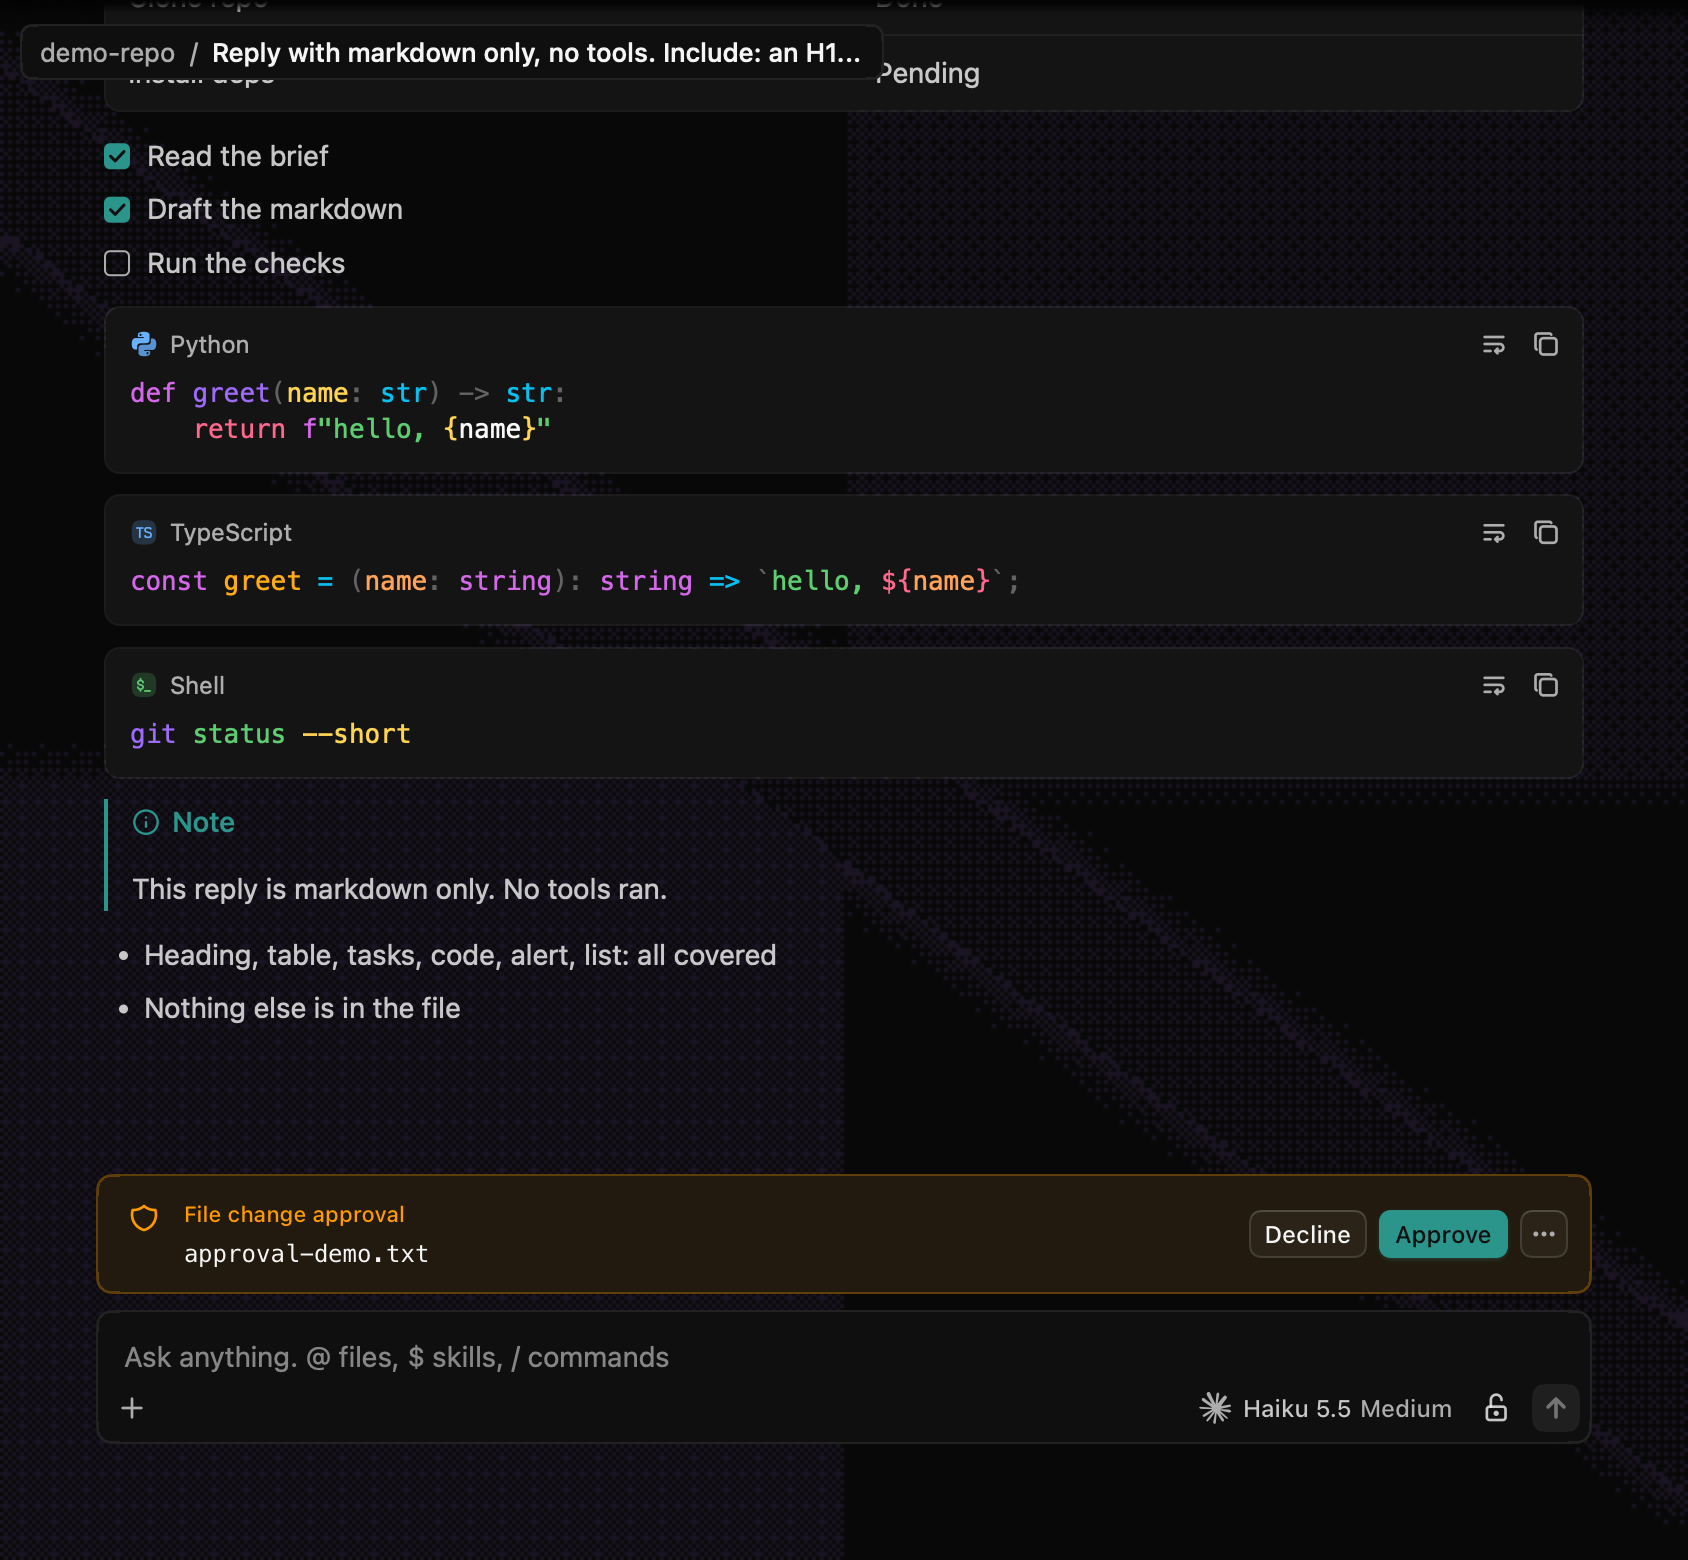 demo-repo / Reply with markdown only, no tools. Include: an H1...
Pending
Read the brief
Draft the markdown
Run the checks
Python
def greet(name: str) -> str:
    return f"hello, {name}"
TS TypeScript
const greet = (name: string): string => `hello, ${name}`;
$_ Shell
git status --short
Note
This reply is markdown only. No tools ran.
• Heading, table, tasks, code, alert, list: all covered
• Nothing else is in the file
File change approval
approval-demo.txt
Decline
Approve
Ask anything. @ files, $ skills, / commands
Haiku 5.5 Medium